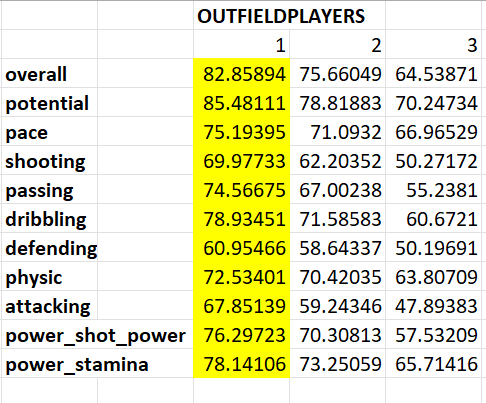 OUTFIELDPLAYERS
1 2 3
overall 82.85894 75.66049 64.53871
potential 85.48111 78.81883 70.24734
pace 75.19395 71.0932 66.96529
shooting 69.97733 62.20352 50.27172
passing 74.56675 67.00238 55.2381
dribbling 78.93451 71.58583 60.6721
defending 60.95466 58.64337 50.19691
physic 72.53401 70.42035 63.80709
attacking 67.85139 59.24346 47.89383
power_shot_power 76.29723 70.30813 57.53209
power_stamina 78.14106 73.25059 65.71416